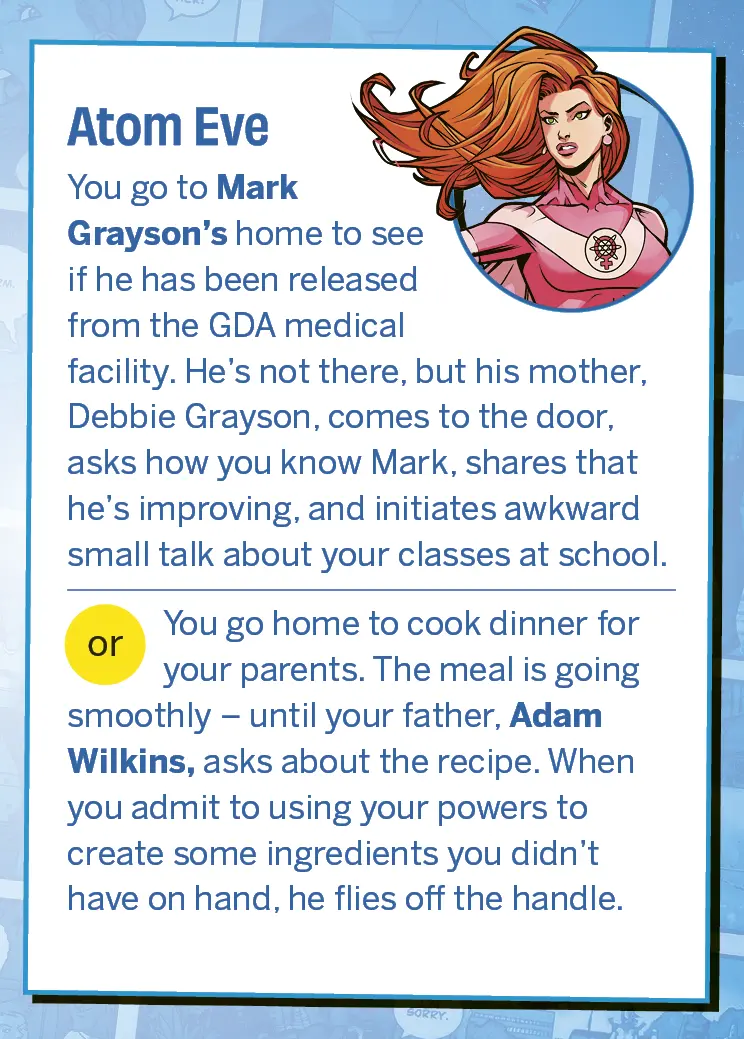 Atom Eve
You go to Mark
Grayson's home to see
if he has been released
from the GDA medical
facility. He's not there, but his mother,
Debbie Grayson, comes to the door,
asks how you know Mark, shares that
he's improving, and initiates awkward
small talk about your classes at school.
or
You go home to cook dinner for
your parents. The meal is going
smoothly – until your father, Adam
Wilkins, asks about the recipe. When
you admit to using your powers to
create some ingredients you didn't
have on hand, he flies off the handle.
SORRY.